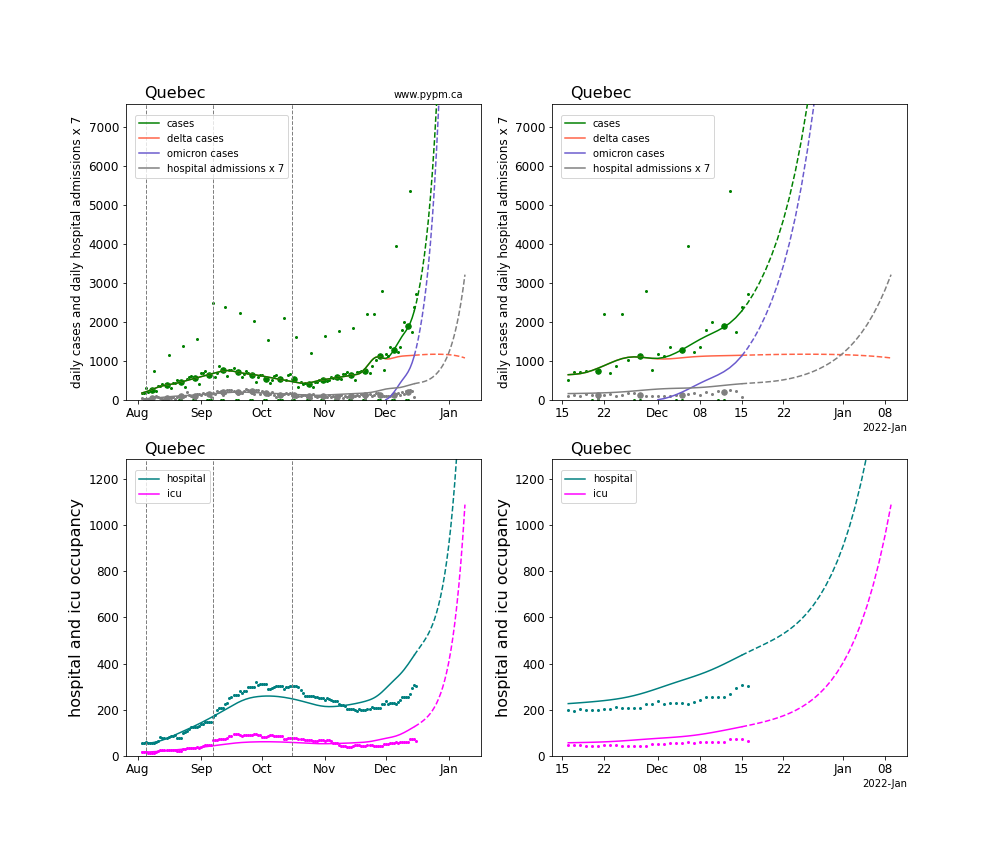 Quebec
www.pypm.ca
daily cases and daily hospital admissions x 7
7000
6000
5000
4000
3000
2000
1000
0
cases
delta cases
omicron cases
hospital admissions x 7
Aug Sep Oct Nov Dec Jan
Quebec
daily cases and daily hospital admissions x 7
7000
6000
5000
4000
3000
2000
1000
0
cases
delta cases
omicron cases
hospital admissions x 7
15 22 Dec 08 15 22 Jan 08
2022-Jan
Quebec
hospital and icu occupancy
1200
1000
800
600
400
200
0
hospital
icu
Aug Sep Oct Nov Dec Jan
Quebec
hospital and icu occupancy
1200
1000
800
600
400
200
0
hospital
icu
15 22 Dec 08 15 22 Jan 08
2022-Jan